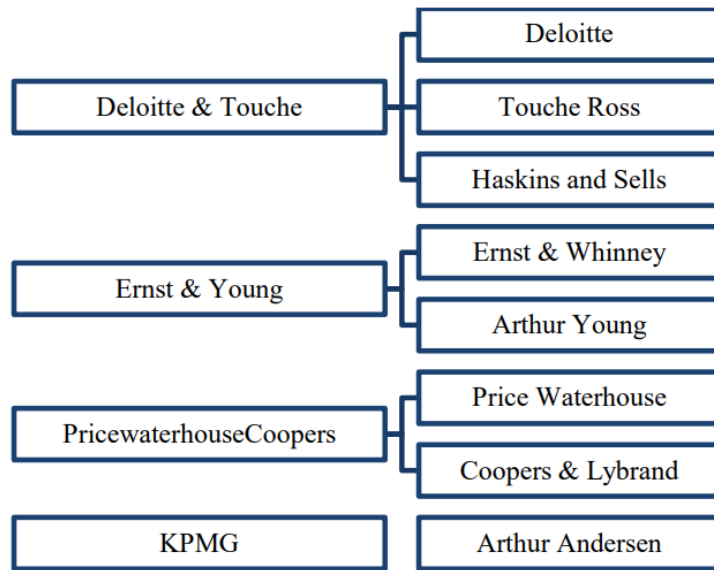 Deloitte & Touche
Deloitte
Touche Ross
Haskins and Sells
Ernst & Young
Ernst & Whinney
Arthur Young
PricewaterhouseCoopers
Price Waterhouse
Coopers & Lybrand
KPMG
Arthur Andersen